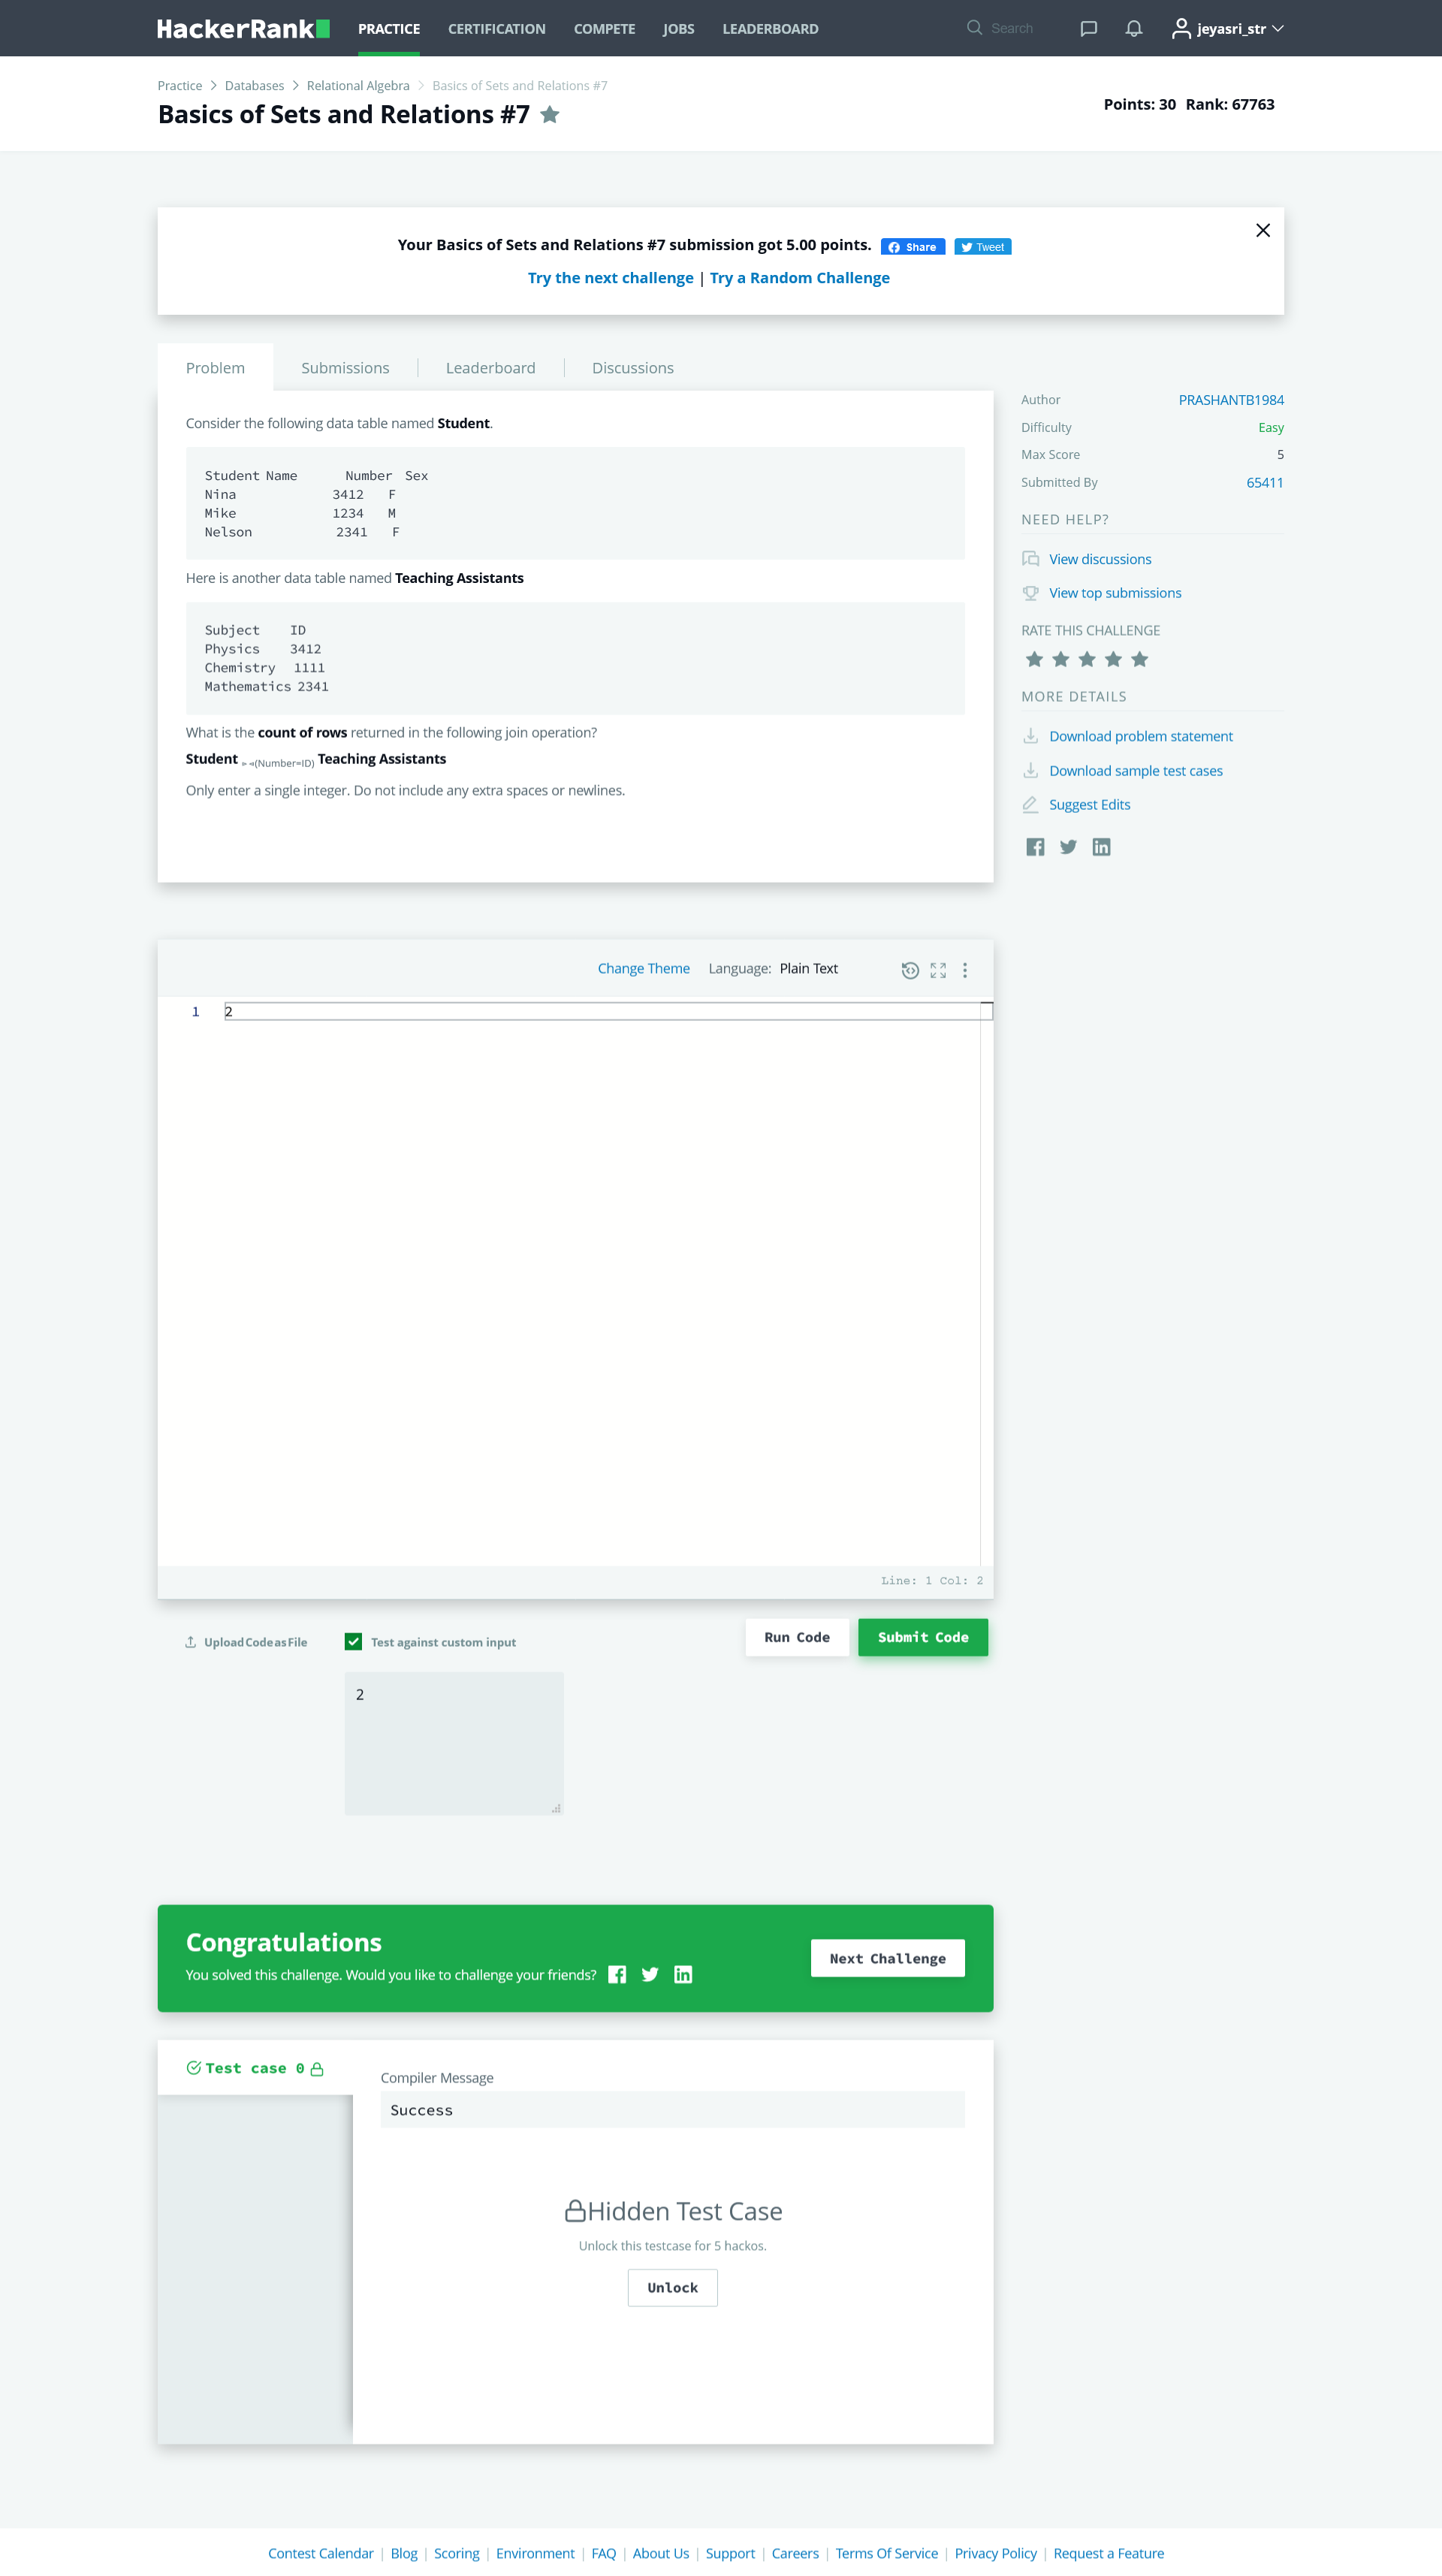 HackerRank PRACTICE CERTIFICATION COMPETE JOBS LEADERBOARD Search jeyasri_str
Practice > Databases > Relational Algebra > Basics of Sets and Relations #7
Basics of Sets and Relations #7
Points: 30 Rank: 67763
Your Basics of Sets and Relations #7 submission got 5.00 points. Share Tweet
Try the next challenge | Try a Random Challenge
Problem Submissions Leaderboard Discussions
Consider the following data table named Student.
Student Name Number Sex
Nina 3412 F
Mike 1234 M
Nelson 2341 F
Here is another data table named Teaching Assistants
Subject ID
Physics 3412
Chemistry 1111
Mathematics 2341
What is the count of rows returned in the following join operation?
Student ⊳⊲(Number=ID) Teaching Assistants
Only enter a single integer. Do not include any extra spaces or newlines.
Author PRASHANTB1984
Difficulty Easy
Max Score 5
Submitted By 65411
NEED HELP?
View discussions
View top submissions
RATE THIS CHALLENGE
MORE DETAILS
Download problem statement
Download sample test cases
Suggest Edits
Change Theme Language: Plain Text
1 2
Line: 1 Col: 2
Upload Code as File Test against custom input Run Code Submit Code
2
Congratulations
You solved this challenge. Would you like to challenge your friends?
Next Challenge
Test case 0
Compiler Message
Success
Hidden Test Case
Unlock this testcase for 5 hackos.
Unlock
Contest Calendar | Blog | Scoring | Environment | FAQ | About Us | Support | Careers | Terms Of Service | Privacy Policy | Request a Feature